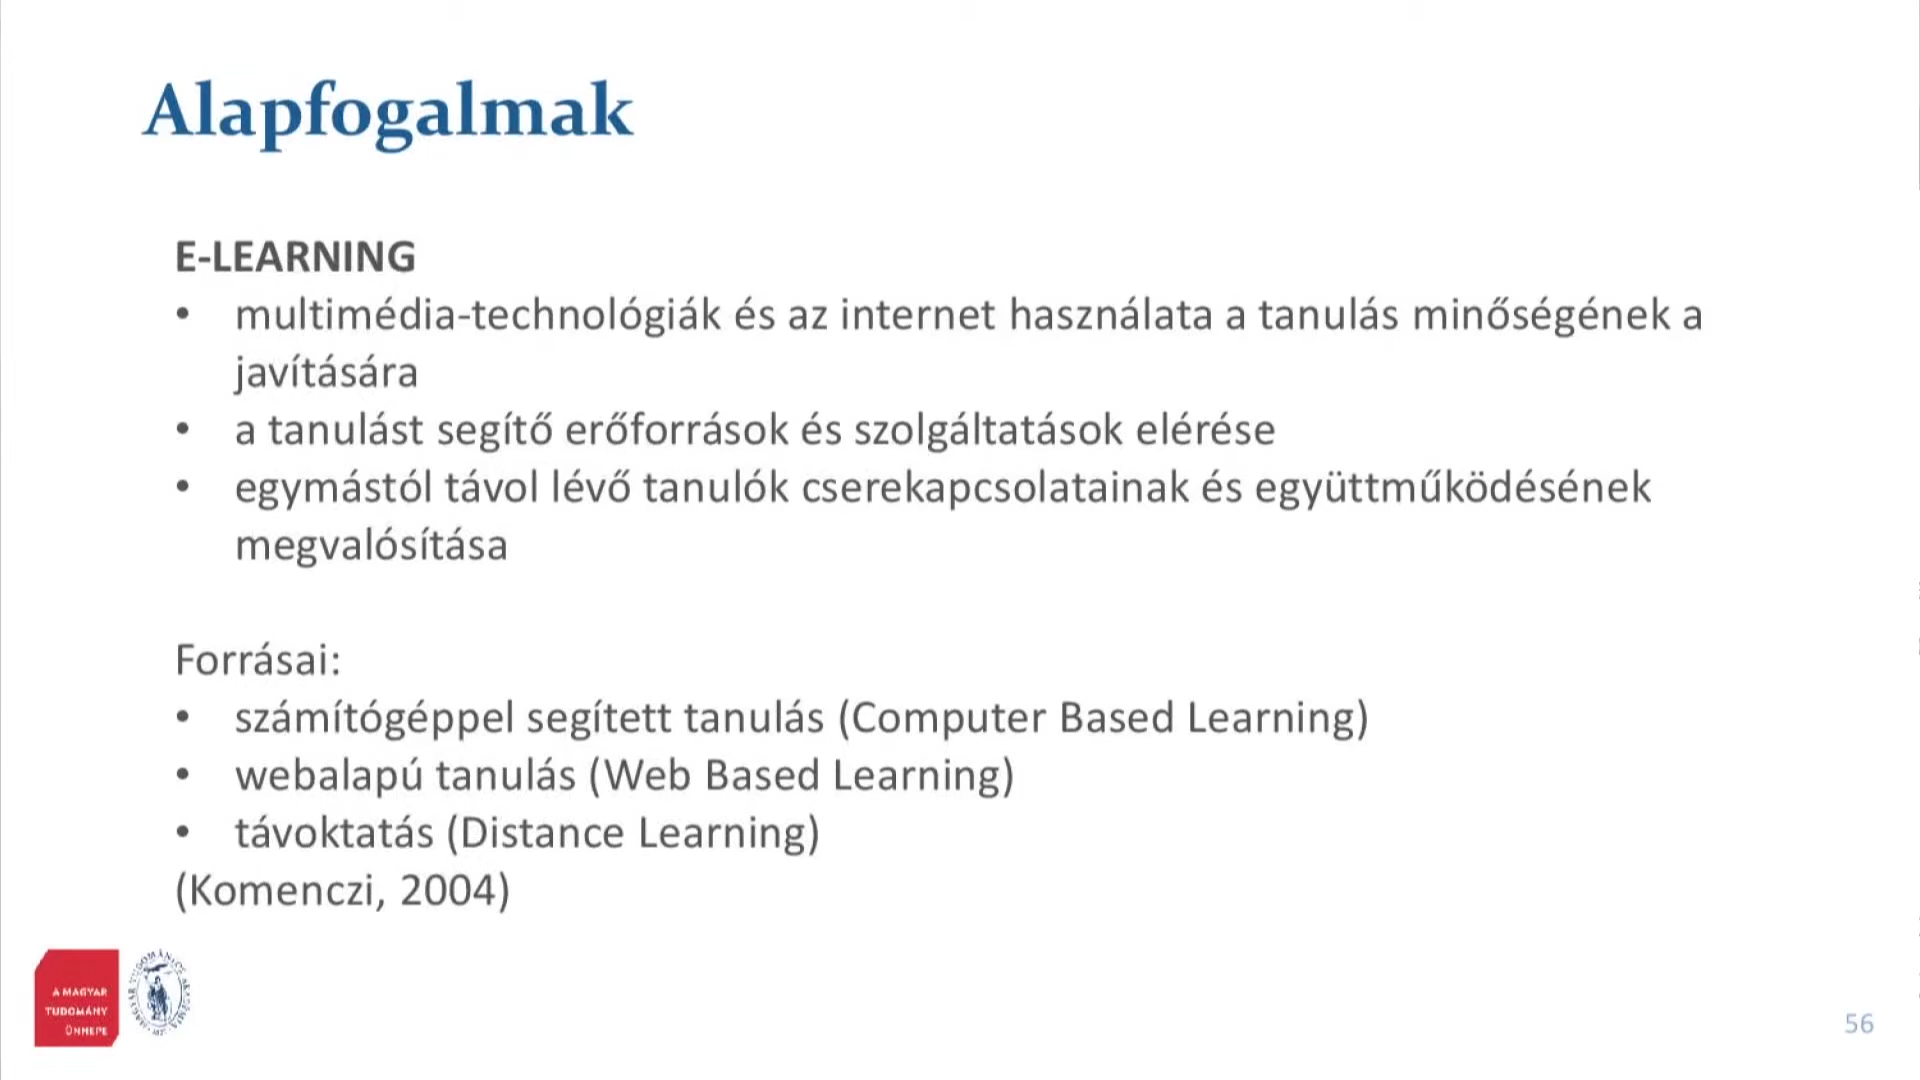 Alapfogalmak
E-LEARNING
• multimédia-technológiák és az internet használata a tanulás minőségének a
javítására
• a tanulást segítő erőforrások és szolgáltatások elérése
• egymástól távol lévő tanulók cserekapcsolatainak és együttműködésének
megvalósítása
Forrásai:
• számítógéppel segített tanulás (Computer Based Learning)
• webalapú tanulás (Web Based Learning)
• távoktatás (Distance Learning)
(Komenczi, 2004)
A MAGYAR
TUDOMÁNY
ÜNNEPE
56